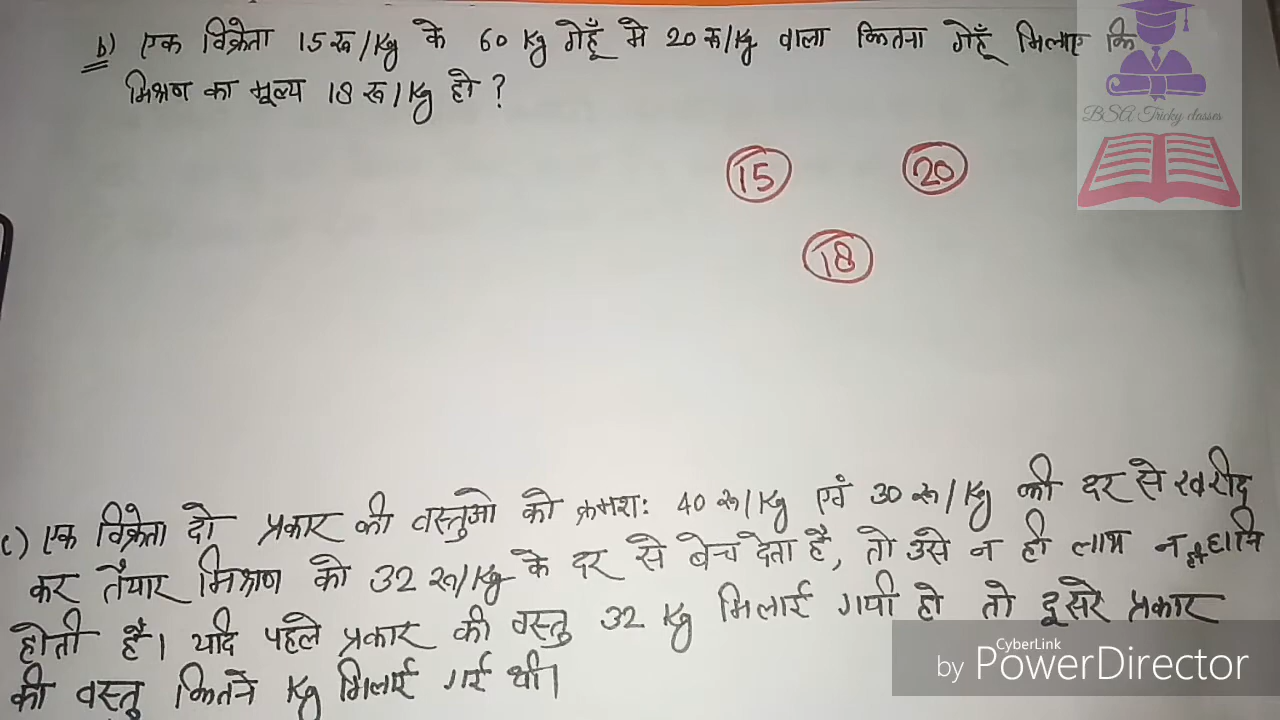 b) एक विक्रेता 15 रू/Kg के 60 Kg गेहूँ मे 20 रू/Kg वाला कितना गेहूँ मिलाए कि
मिश्रण का मूल्य 18 रू/Kg हो ?
BSA Tricky classes
15 20
18
c) एक विक्रेता दो प्रकार की वस्तुओ को क्रमशः 40 रू/Kg एवं 30 रू/Kg की दर से खरीद
कर तैयार मिश्रण को 32 रू/Kg के दर से बेच देता है, तो उसे न ही लाभ न ही हानि
होती है। यदि पहले प्रकार की वस्तु 32 Kg मिलाई गयी हो तो दूसरे प्रकार
की वस्तु कितने Kg मिलाई गई थी।
CyberLink
by PowerDirector